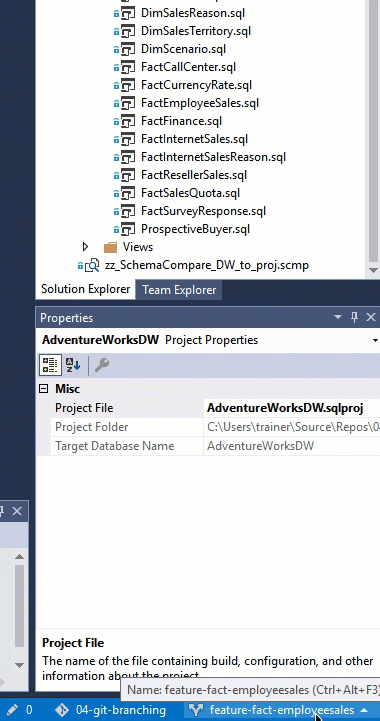 DimSalesReason.sql
DimSalesTerritory.sql
DimScenario.sql
FactCallCenter.sql
FactCurrencyRate.sql
FactEmployeeSales.sql
FactFinance.sql
FactInternetSales.sql
FactInternetSalesReason.sql
FactResellerSales.sql
FactSalesQuota.sql
FactSurveyResponse.sql
ProspectiveBuyer.sql
Views
zz_SchemaCompare_DW_to_proj.scmp
Solution Explorer Team Explorer
Properties
AdventureWorksDW Project Properties
Misc
Project File AdventureWorksDW.sqlproj
Project Folder C:\Users\trainer\Source\Repos\04
Target Database Name AdventureWorksDW
Project File
The name of the file containing build, configuration, and other
information about the project.
Name: feature-fact-employeesales (Ctrl+Alt+F3)
0 04-git-branching feature-fact-employeesales